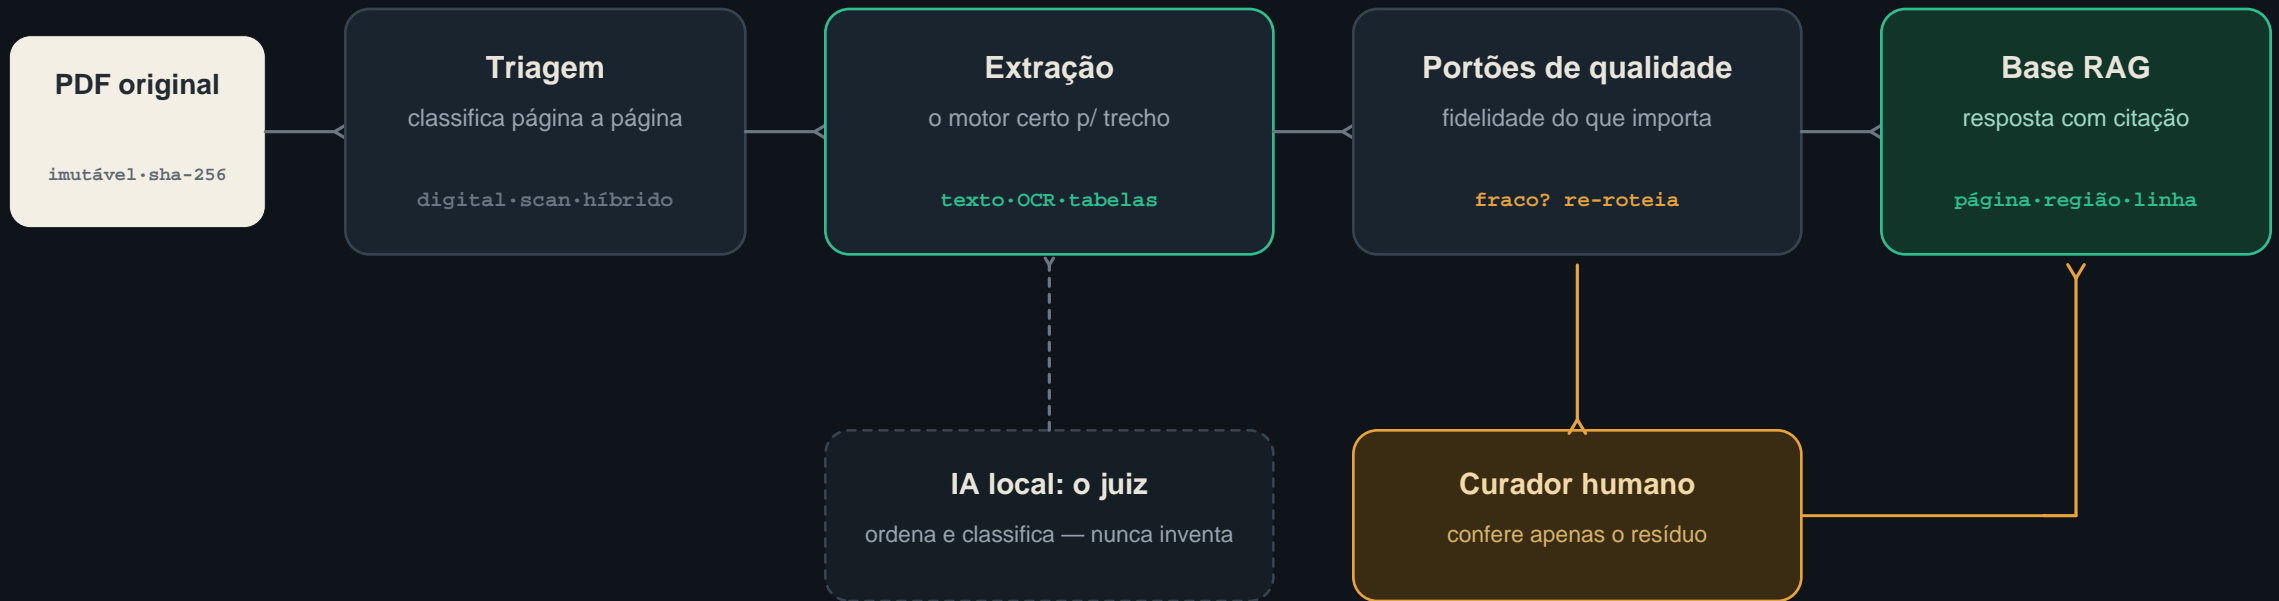 PDF original
imutável·sha-256
Triagem
classifica página a página
digital·scan·híbrido
Extração
o motor certo p/ trecho
texto·OCR·tabelas
Portões de qualidade
fidelidade do que importa
fraco? re-roteia
Base RAG
resposta com citação
página·região·linha
IA local: o juiz
ordena e classifica — nunca inventa
Curador humano
confere apenas o resíduo